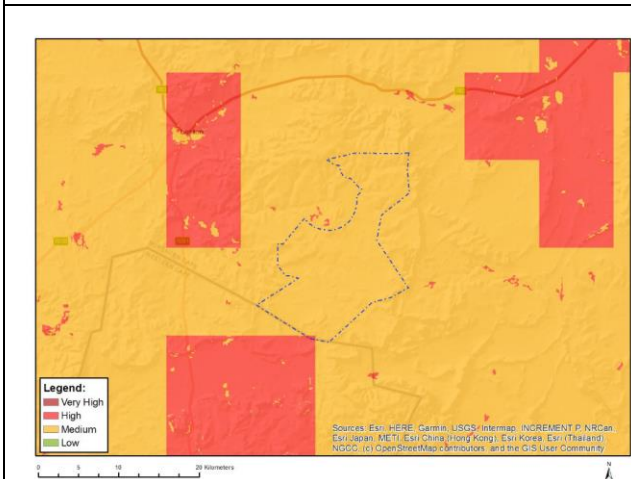 Legend:
Very High
High
Medium
Low
Sources: Esri, HERE, Garmin, USGS, Intermap, INCREMENT P, NRCan,
Esri Japan, METI, Esri China (Hong Kong), Esri Korea, Esri (Thailand),
NGCC, (c) OpenStreetMap contributors, and the GIS User Community
0 5 10 20 Kilometers
N